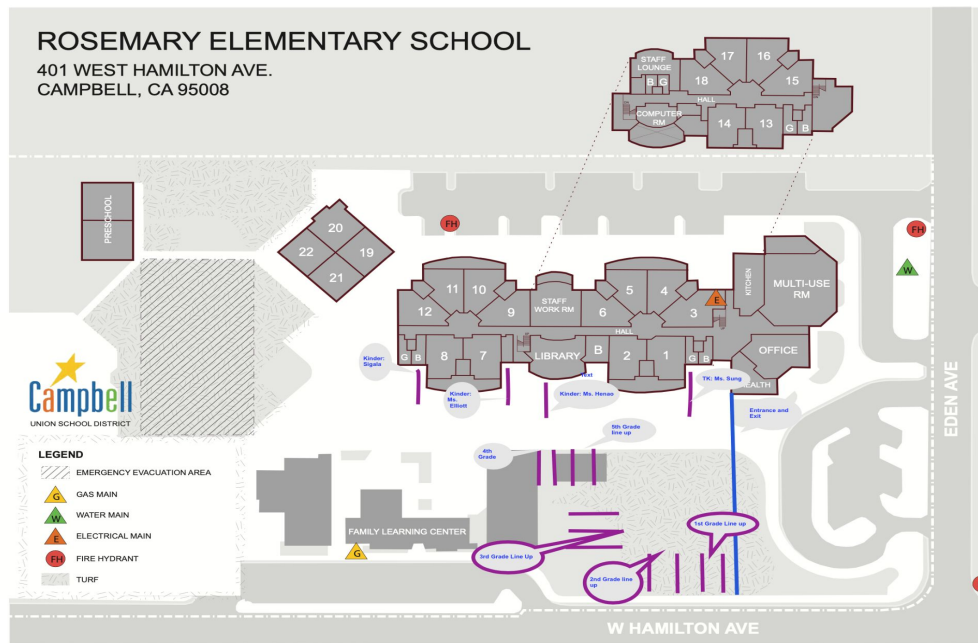 ROSEMARY ELEMENTARY SCHOOL
401 WEST HAMILTON AVE.
CAMPBELL, CA 95008
STAFF
LOUNGE
B G
17
16
18
15
HALL
COMPUTER
RM
14
13
G B
PRESCHOOL
20
22
19
21
FH
FH
W
11
10
12
9
STAFF
WORK RM
5
4
6
3
E
KITCHEN
MULTI-USE
RM
HALL
G B
8
7
LIBRARY
B
2
1
G B
OFFICE
HEALTH
Kinder:
Sigala
Kinder:
Ms.
Elliott
Text
Kinder: Ms. Henao
TK: Ms. Sung
Entrance and
Exit
EDEN AVE
Campbell
UNION SCHOOL DISTRICT
5th Grade
line up
4th
Grade
LEGEND
EMERGENCY EVACUATION AREA
G GAS MAIN
W WATER MAIN
E ELECTRICAL MAIN
FH FIRE HYDRANT
TURF
FAMILY LEARNING CENTER
G
1st Grade Line up
3rd Grade Line Up
2nd Grade line
up
W HAMILTON AVE